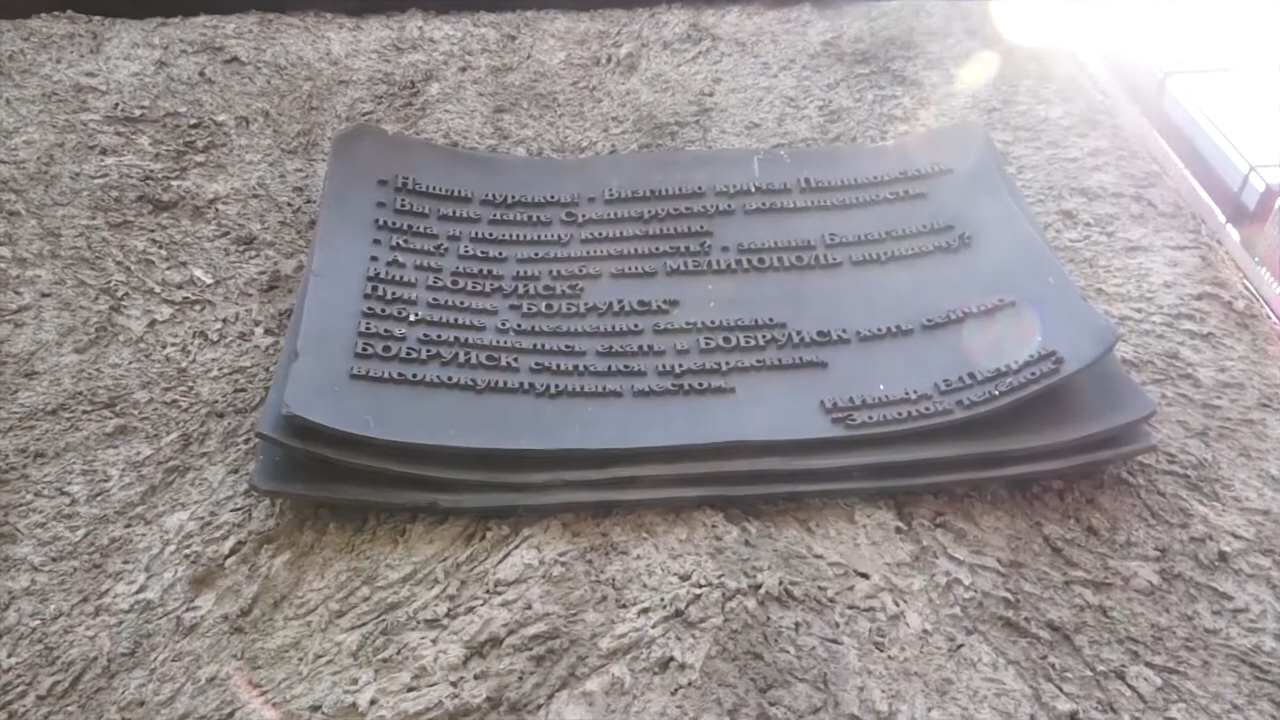 - Нашли дураков! - Визгливо кричал Паниковский.
- Вы мне дайте Среднерусскую возвышенность,
тогда я подпишу конвенцию.
- Как? Всю возвышенность? - заявил Балаганов.
- А не дать ли тебе еще МЕЛИТОПОЛЬ впридачу?
Или БОБРУЙСК?
При слове "БОБРУЙСК"
собрание болезненно застонало.
Все соглашались ехать в БОБРУЙСК хоть сейчас.
БОБРУЙСК считался прекрасным,
высококультурным местом.
И.Ильф, Е.Петров,
"Золотой теленок"